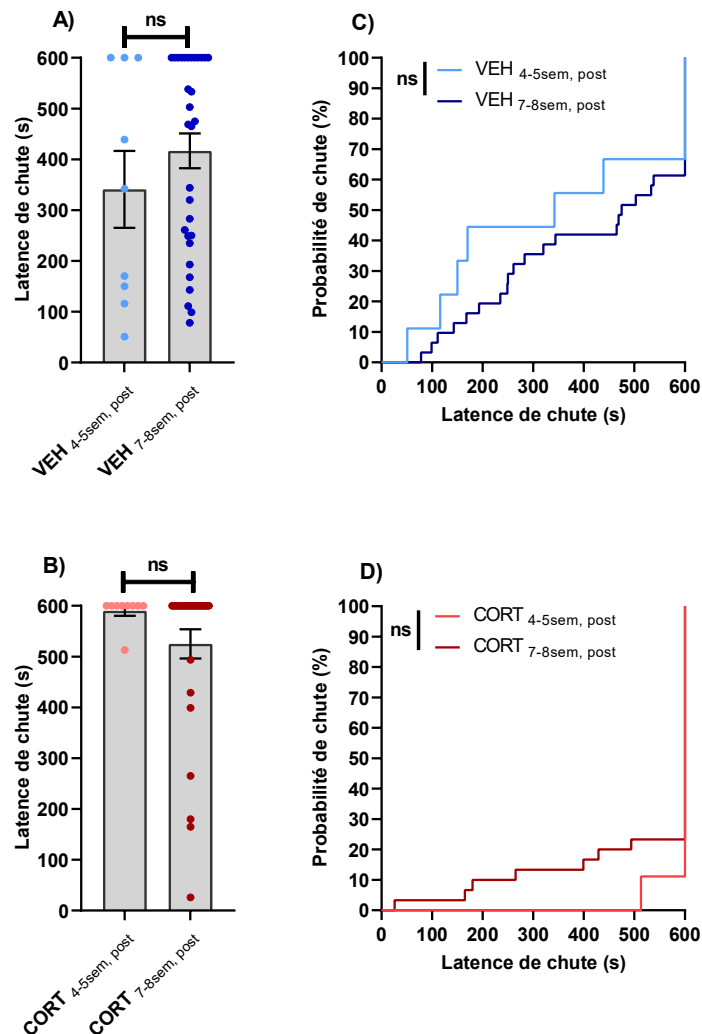 A)
ns
Latence de chute (s)
600
500
400
300
200
100
0
VEH 4-5sem, post
VEH 7-8sem, post
C)
ns
VEH 4-5sem, post
VEH 7-8sem, post
Probabilité de chute (%)
100
90
80
70
60
50
40
30
20
10
0
0 100 200 300 400 500 600
Latence de chute (s)
B)
ns
Latence de chute (s)
600
500
400
300
200
100
0
CORT 4-5sem, post
CORT 7-8sem, post
D)
ns
CORT 4-5sem, post
CORT 7-8sem, post
Probabilité de chute (%)
100
90
80
70
60
50
40
30
20
10
0
0 100 200 300 400 500 600
Latence de chute (s)